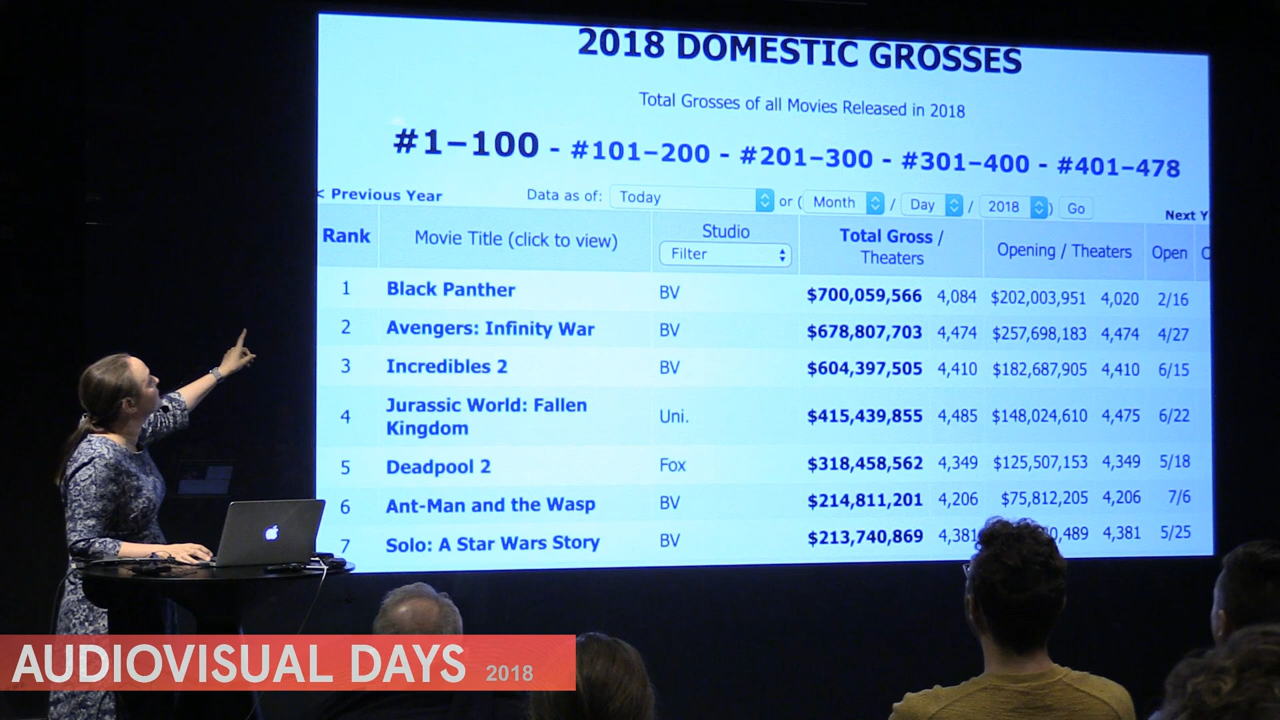 2018 DOMESTIC GROSSES
Total Grosses of all Movies Released in 2018
#1–100 - #101–200 - #201–300 - #301–400 - #401–478
< Previous Year Data as of: Today or ( Month / Day / 2018 ) Go Next Y
Rank Movie Title (click to view) Studio Filter Total Gross / Theaters Opening / Theaters Open
1 Black Panther BV $700,059,566 4,084 $202,003,951 4,020 2/16
2 Avengers: Infinity War BV $678,807,703 4,474 $257,698,183 4,474 4/27
3 Incredibles 2 BV $604,397,505 4,410 $182,687,905 4,410 6/15
4 Jurassic World: Fallen Kingdom Uni. $415,439,855 4,485 $148,024,610 4,475 6/22
5 Deadpool 2 Fox $318,458,562 4,349 $125,507,153 4,349 5/18
6 Ant-Man and the Wasp BV $214,811,201 4,206 $75,812,205 4,206 7/6
7 Solo: A Star Wars Story BV $213,740,869 4,381 0,489 4,381 5/25
AUDIOVISUAL DAYS 2018